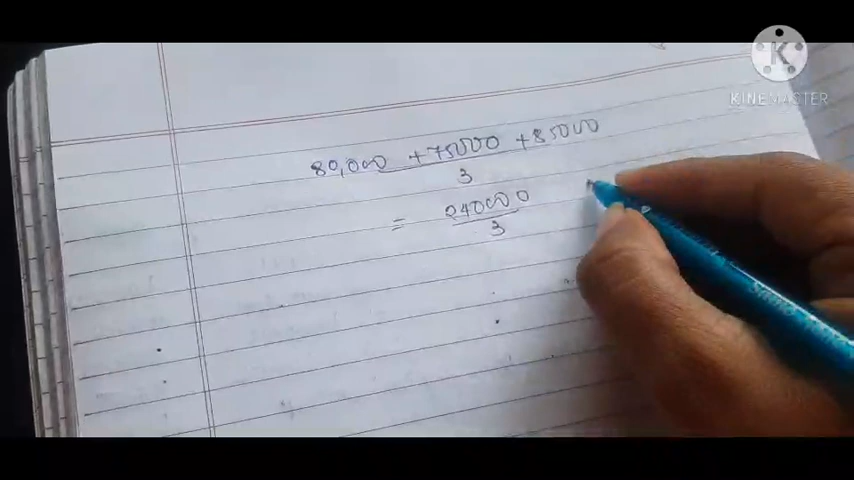 KINEMASTER
80,000 + 75000 + 85000
3
= 240000
3